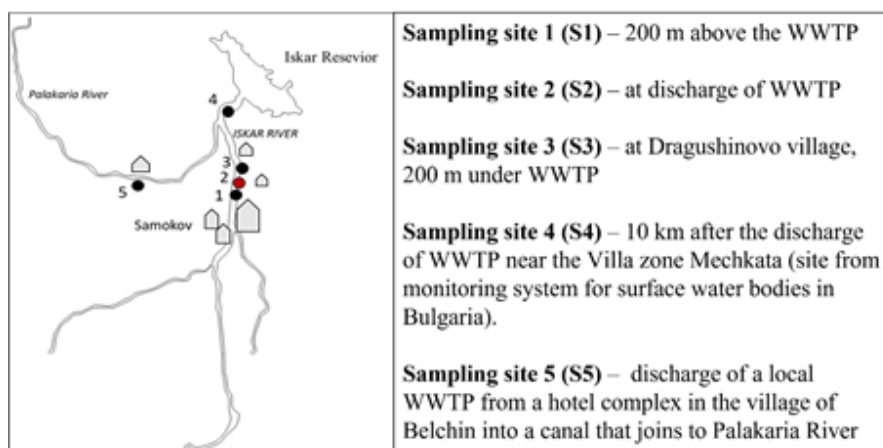 Iskar Resevior
Palakaria River
4
ISKAR RIVER
3
2
5
1
Samokov
Sampling site 1 (S1) – 200 m above the WWTP
Sampling site 2 (S2) – at discharge of WWTP
Sampling site 3 (S3) – at Dragushinovo village,
200 m under WWTP
Sampling site 4 (S4) – 10 km after the discharge
of WWTP near the Villa zone Mechkata (site from
monitoring system for surface water bodies in
Bulgaria).
Sampling site 5 (S5) – discharge of a local
WWTP from a hotel complex in the village of
Belchin into a canal that joins to Palakaria River